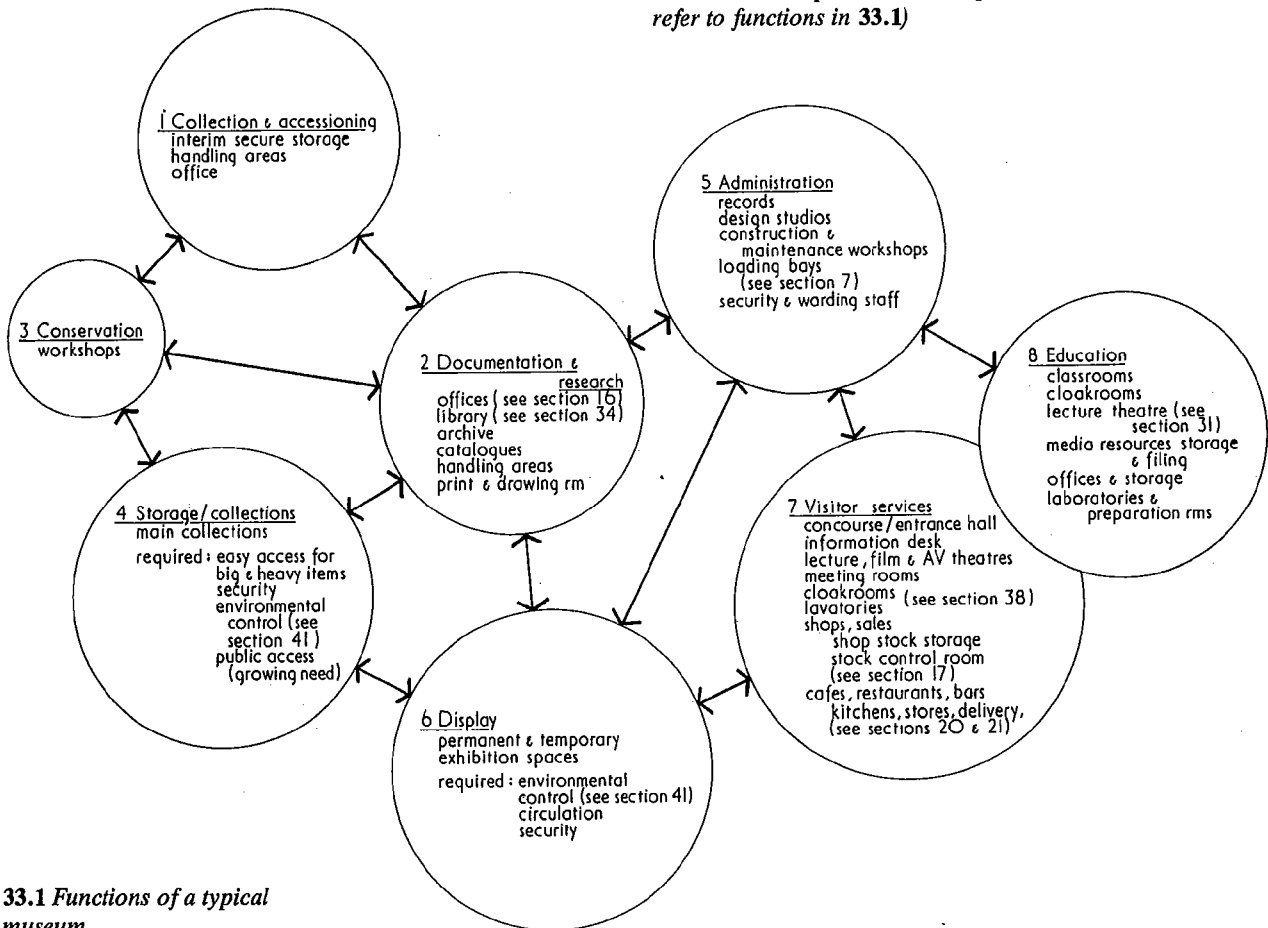 refer to functions in 33.1)
1 Collection & accessioning
interim secure storage
handling areas
office
3 Conservation
workshops
2 Documentation &
research
offices (see section 16)
library (see section 34)
archive
catalogues
handling areas
print & drawing rm
4 Storage/collections
main collections
required: easy access for
big & heavy items
security
environmental
control (see
section 41)
public access
(growing need)
5 Administration
records
design studios
construction &
maintenance workshops
loading bays
(see section 7)
security & warding staff
6 Display
permanent & temporary
exhibition spaces
required: environmental
control (see section 41)
circulation
security
7 Visitor services
concourse/entrance hall
information desk
lecture, film & AV theatres
meeting rooms
cloakrooms
lavatories (see section 38)
shops, sales
shop stock storage
stock control room
(see section 17)
cafes, restaurants, bars
kitchens, stores, delivery,
(see sections 20 & 21)
8 Education
classrooms
cloakrooms
lecture theatre (see
section 31)
media resources storage
& filing
offices & storage
laboratories &
preparation rms
33.1 Functions of a typical
museum